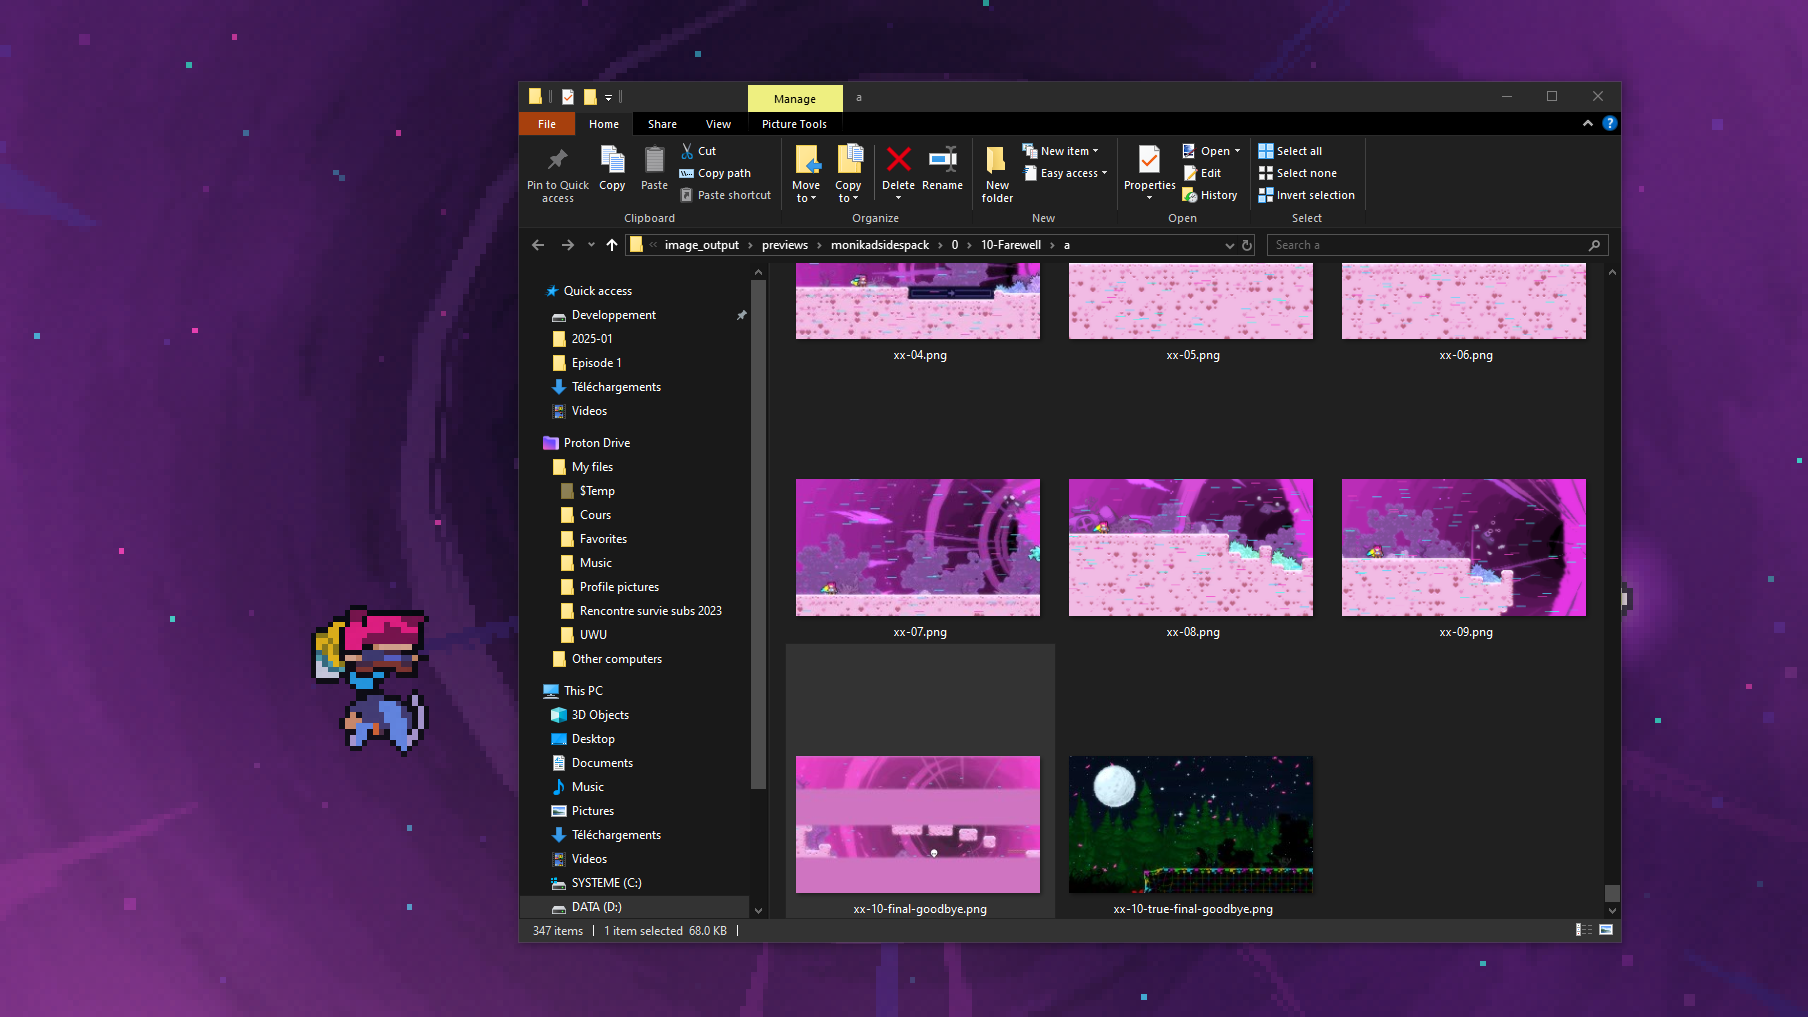 Manage
a
File
Home
Share
View
Picture Tools
Pin to Quick access
Copy
Paste
Cut
Copy path
Paste shortcut
Clipboard
Move to
Copy to
Delete
Rename
Organize
New folder
New item
Easy access
New
Properties
Open
Edit
History
Open
Select all
Select none
Invert selection
Select
image_output
previews
monikadsidespack
0
10-Farewell
a
Search a
Quick access
Developpement
2025-01
Episode 1
Téléchargements
Videos
Proton Drive
My files
$Temp
Cours
Favorites
Music
Profile pictures
Rencontre survie subs 2023
UWU
Other computers
This PC
3D Objects
Desktop
Documents
Music
Pictures
Téléchargements
Videos
SYSTEME (C:)
DATA (D:)
xx-04.png
xx-05.png
xx-06.png
xx-07.png
xx-08.png
xx-09.png
xx-10-final-goodbye.png
xx-10-true-final-goodbye.png
347 items
1 item selected 68.0 KB